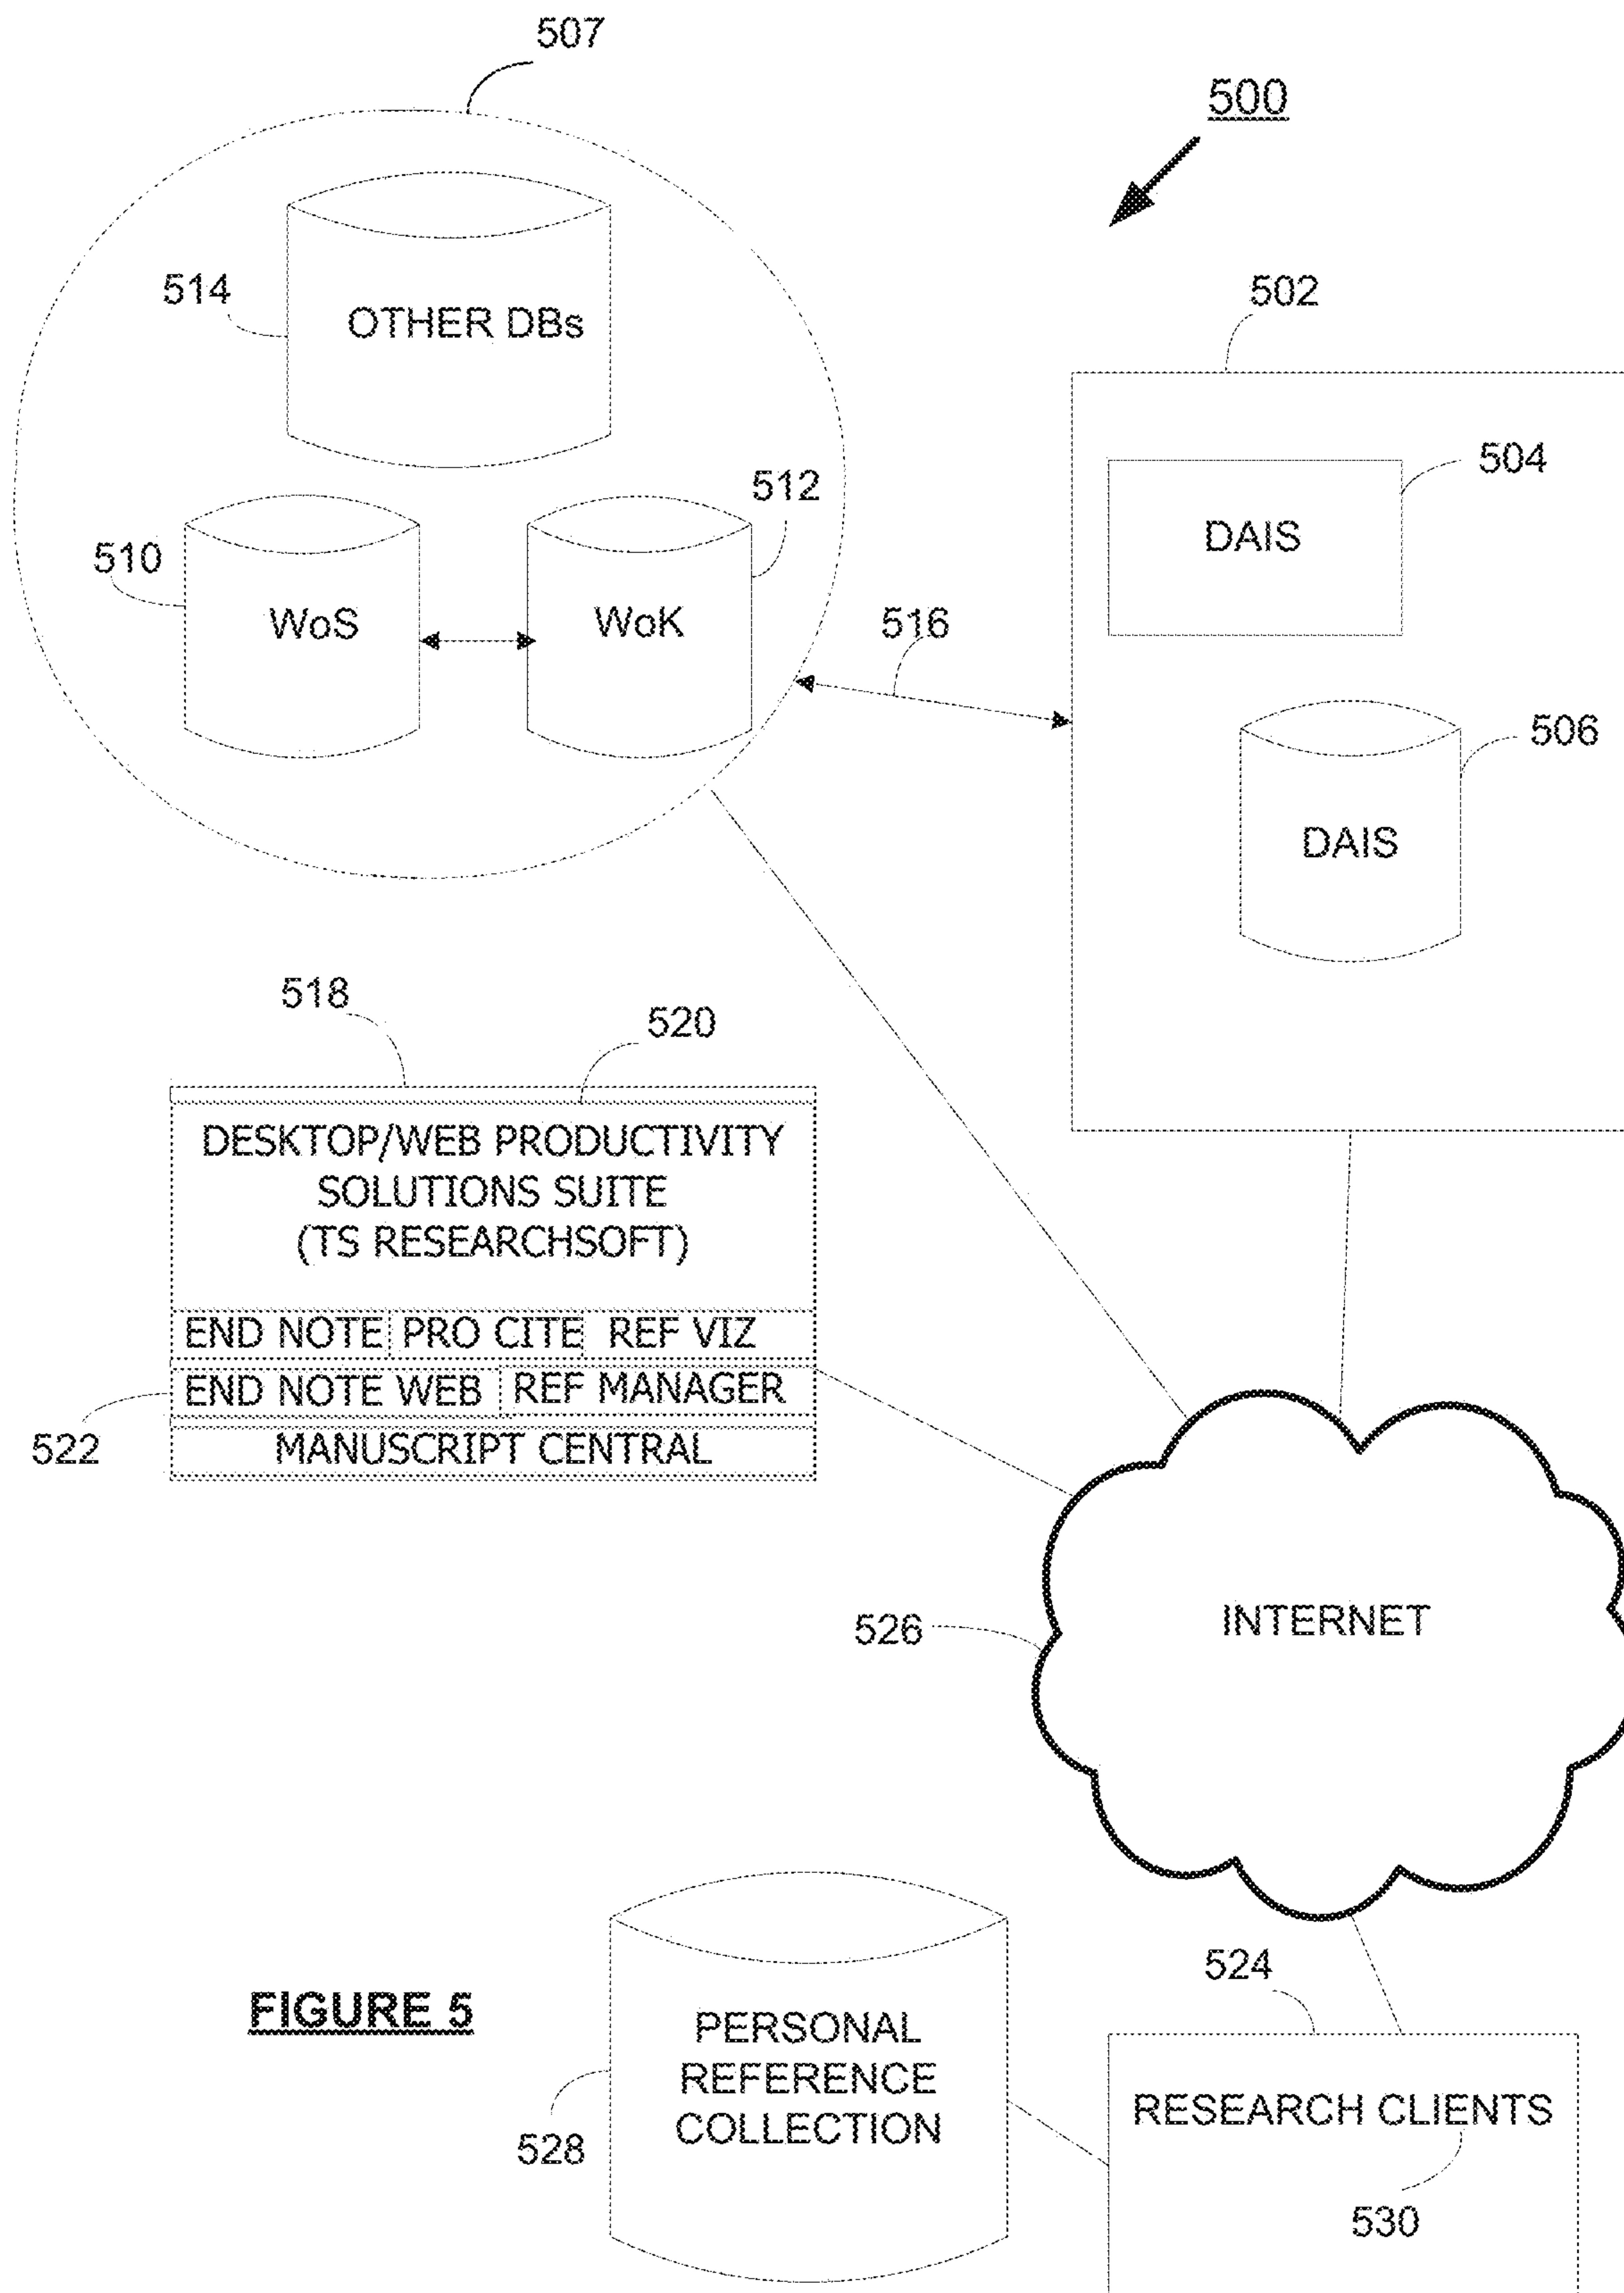 507
500
514
OTHER DBs
502
504
DAIS
512
510
WoS
WoK
516
506
DAIS
518
520
DESKTOP/WEB PRODUCTIVITY
SOLUTIONS SUITE
(TS RESEARCHSOFT)
END NOTE PRO CITE REF VIZ
END NOTE WEB REF MANAGER
522
MANUSCRIPT CENTRAL
526
INTERNET
524
FIGURE 5
PERSONAL
REFERENCE
COLLECTION
528
RESEARCH CLIENTS
530